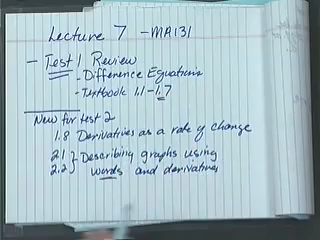 Lecture 7 - MA131
- Test 1 Review
- Difference Equations
- Textbook 1.1-1.7
New for test 2
1.8 Derivatives as a rate of change
2.1 } Describing graphs using
2.2 } words and derivatives